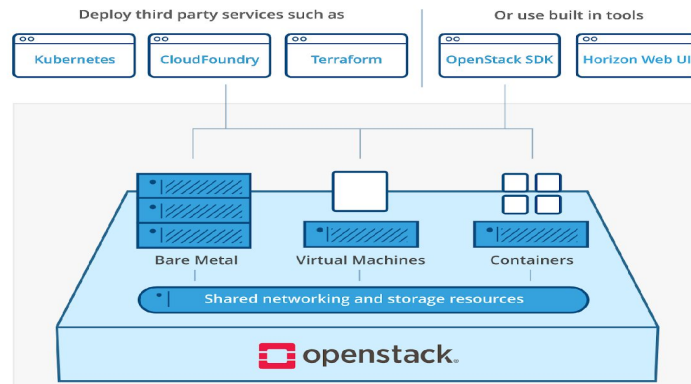 Deploy third party services such as
Or use built in tools
Kubernetes
CloudFoundry
Terraform
OpenStack SDK
Horizon Web UI
Bare Metal
Virtual Machines
Containers
Shared networking and storage resources
openstack.